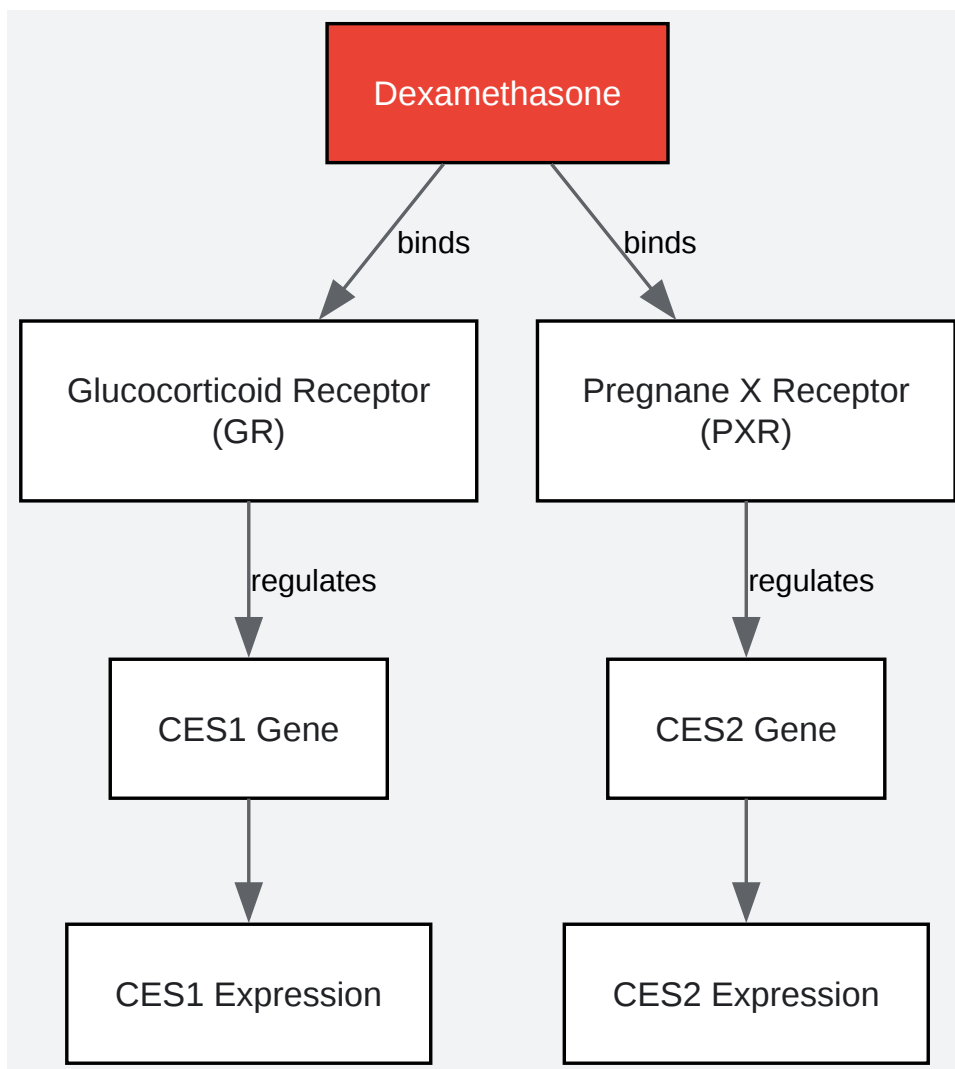 Dexamethasone
binds
binds
Glucocorticoid Receptor
(GR)
Pregnane X Receptor
(PXR)
regulates
regulates
CES1 Gene
CES2 Gene
CES1 Expression
CES2 Expression